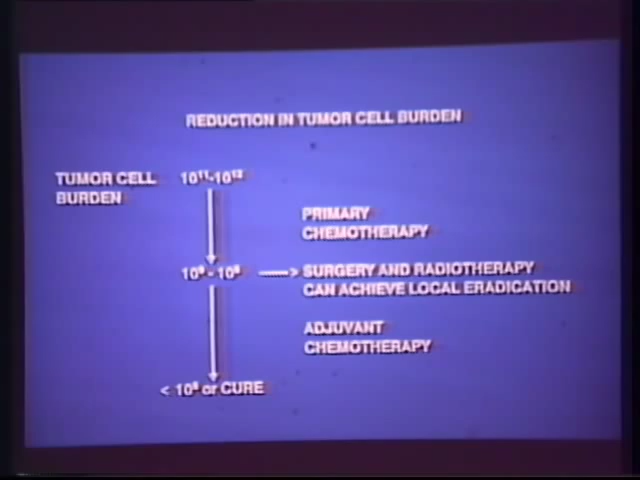 REDUCTION IN TUMOR CELL BURDEN
TUMOR CELL 10¹¹-10¹²
BURDEN
PRIMARY
CHEMOTHERAPY
----> SURGERY AND RADIOTHERAPY
CAN ACHIEVE LOCAL ERADICATION
ADJUVANT
CHEMOTHERAPY
or CURE